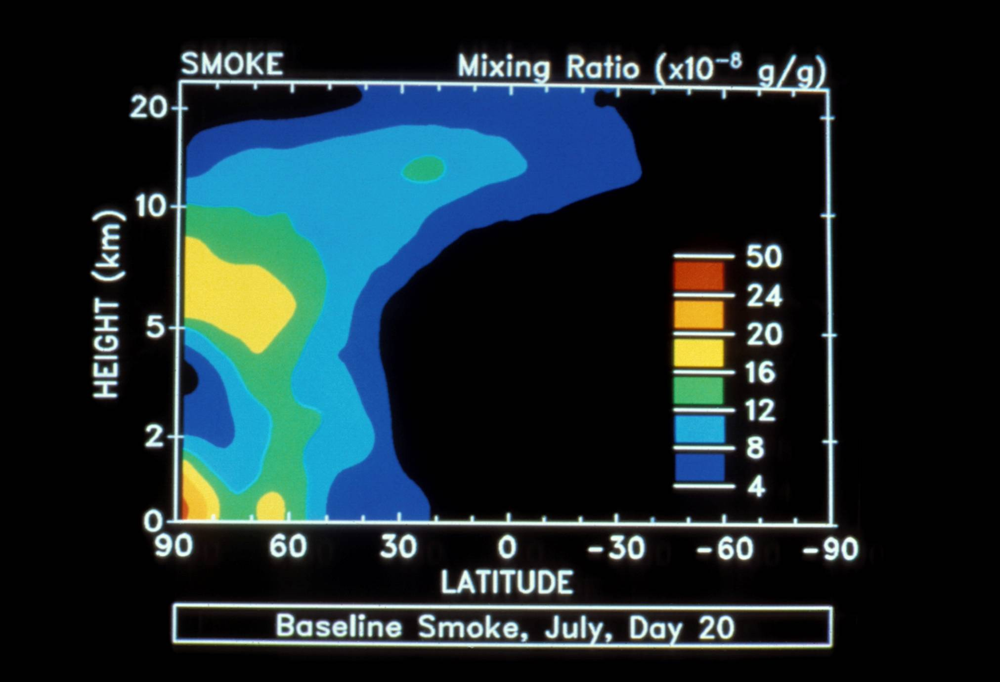 SMOKE Mixing Ratio (x10⁻⁸ g/g)
20
10
5
2
0
HEIGHT (km)
50
24
20
16
12
8
4
90 60 30 0 -30 -60 -90
LATITUDE
Baseline Smoke, July, Day 20